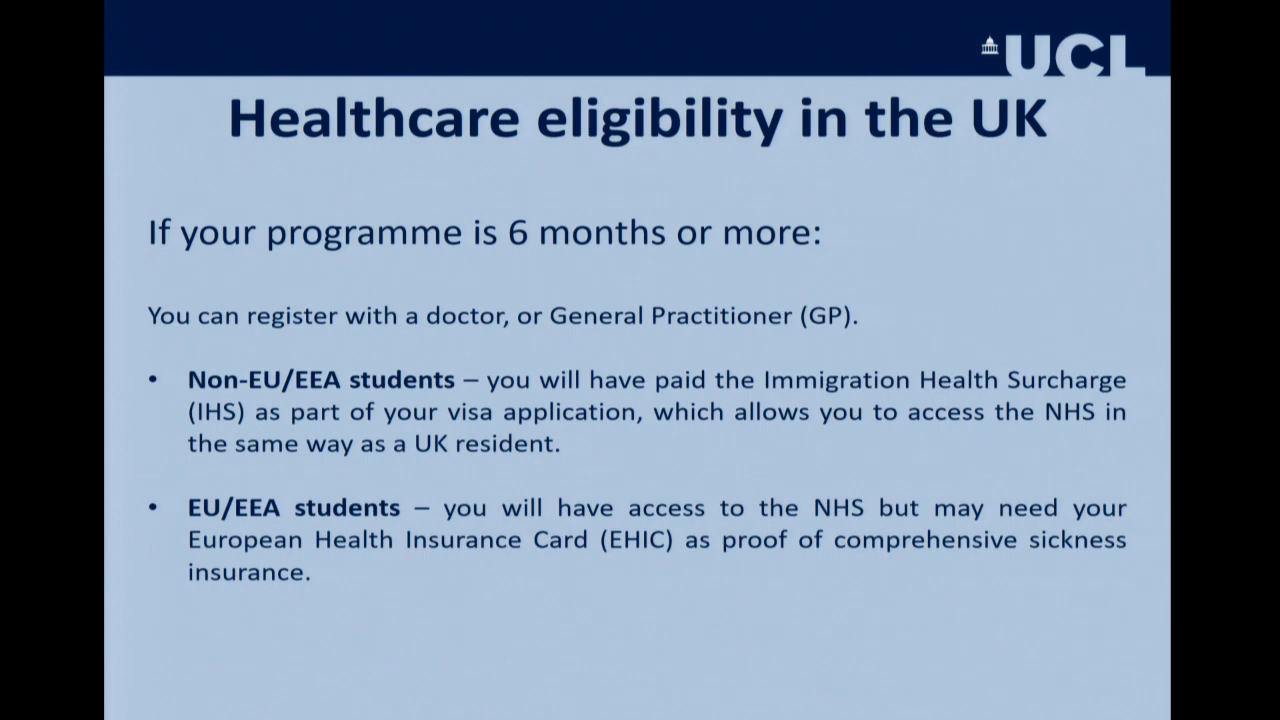 UCL
Healthcare eligibility in the UK
If your programme is 6 months or more:
You can register with a doctor, or General Practitioner (GP).
• Non-EU/EEA students – you will have paid the Immigration Health Surcharge
(IHS) as part of your visa application, which allows you to access the NHS in
the same way as a UK resident.
• EU/EEA students – you will have access to the NHS but may need your
European Health Insurance Card (EHIC) as proof of comprehensive sickness
insurance.